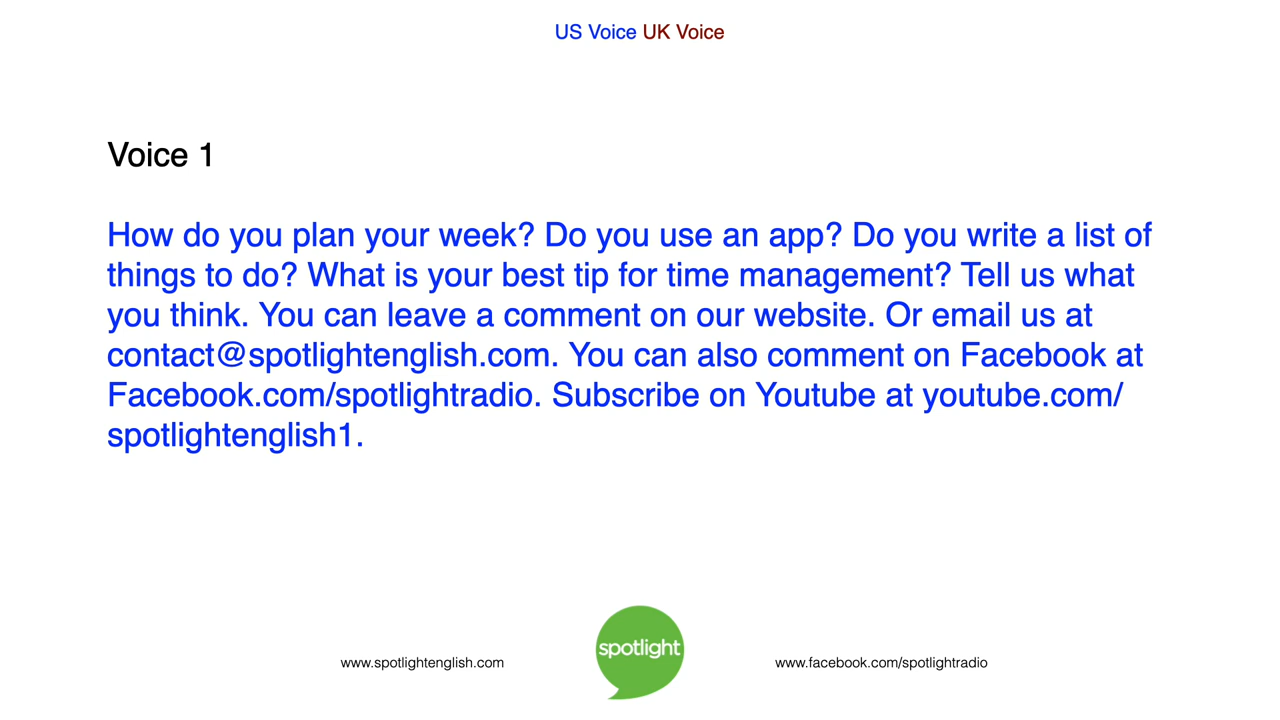 US Voice UK Voice
Voice 1
How do you plan your week? Do you use an app? Do you write a list of
things to do? What is your best tip for time management? Tell us what
you think. You can leave a comment on our website. Or email us at
contact@spotlightenglish.com. You can also comment on Facebook at
Facebook.com/spotlightradio. Subscribe on Youtube at youtube.com/
spotlightenglish1.
www.spotlightenglish.com
spotlight
www.facebook.com/spotlightradio